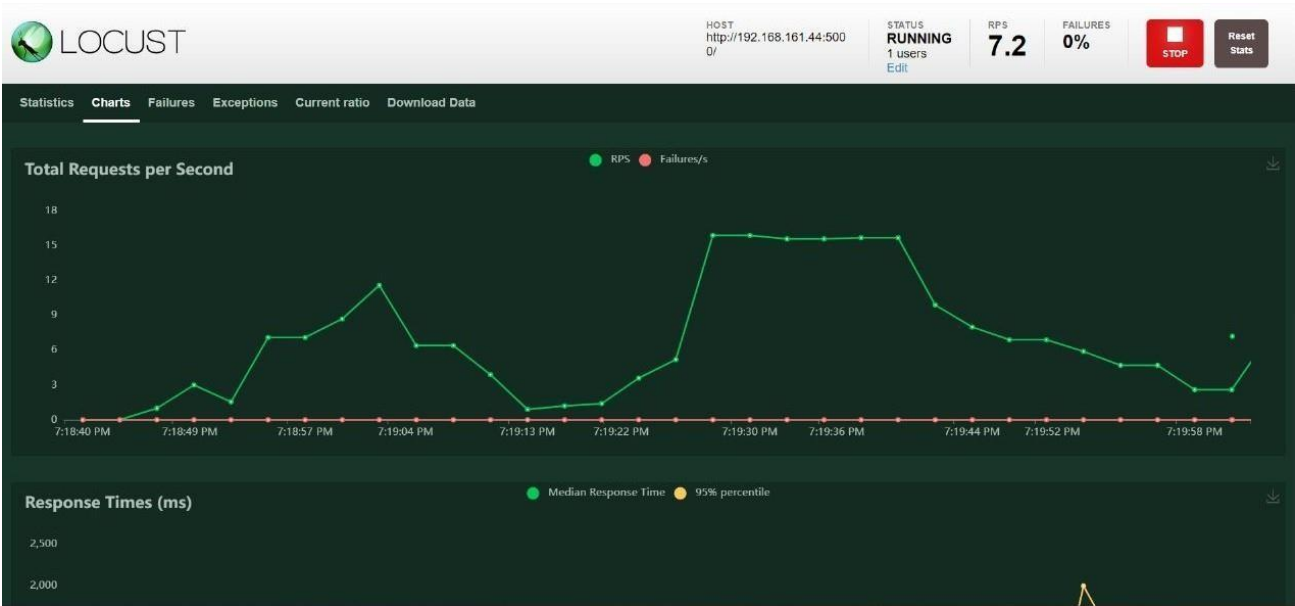 LOCUST
HOST
http://192.168.161.44:500
0/
STATUS
RUNNING
1 users
Edit
RPS
7.2
FAILURES
0%
STOP
Reset
Stats
Statistics Charts Failures Exceptions Current ratio Download Data
Total Requests per Second
RPS Failures/s
18
15
12
9
6
3
0
7:18:40 PM 7:18:49 PM 7:18:57 PM 7:19:04 PM 7:19:13 PM 7:19:22 PM 7:19:30 PM 7:19:36 PM 7:19:44 PM 7:19:52 PM 7:19:58 PM
Response Times (ms)
Median Response Time 95% percentile
2,500
2,000